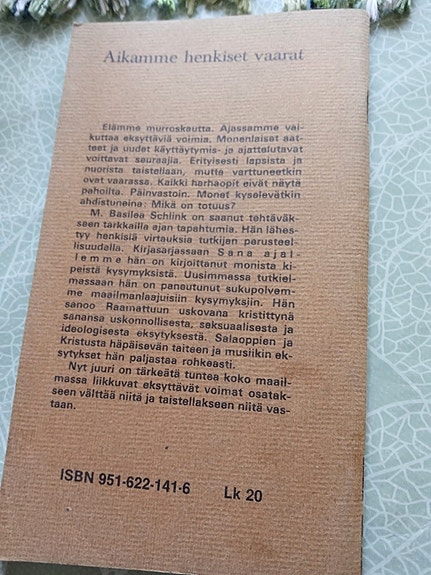 Aikamme henkiset vaarat
Elämme murroskautta. Ajassamme vai-
kuttaa eksyttäviä voimia. Monenlaiset aat-
teet ja uudet käyttäytymis- ja ajattelutavat
voittavat seuraajia. Erityisesti lapsista ja
nuorista taistellaan, mutta varttuneetkin
ovat vaarassa. Kaikki harhaopit eivät näytä
pahoilta. Päinvastoin. Monet kyselevätkin
ahdistuneina: Mikä on totuus?
M. Basilea Schlink on saanut tehtäväk-
seen tarkkailla ajan tapahtumia. Hän lähes-
tyy henkisiä virtauksia tutkijan perusteel-
lisuudella. Kirjasarjassaan Sana ajal-
lemme hän on kirjoittanut monista ki-
peistä kysymyksistä. Uusimmassa tutkiel-
massaan hän on paneutunut sukupolvem-
me maailmanlaajuisiin kysymyksiin. Hän
sanoo Raamattuun uskovana kristittynä
sanansa uskonnollisesta, seksuaalisesta ja
ideologisesta eksytyksestä. Salaoppien ja
Kristusta häpäisevän taiteen ja musiikin ek-
sytykset hän paljastaa rohkeasti.
Nyt juuri on tärkeätä tuntea koko maail-
massa liikkuvat eksyttävät voimat osatak-
seen välttää niitä ja taistellakseen niitä vas-
taan.
ISBN 951-622-141-6 Lk 20